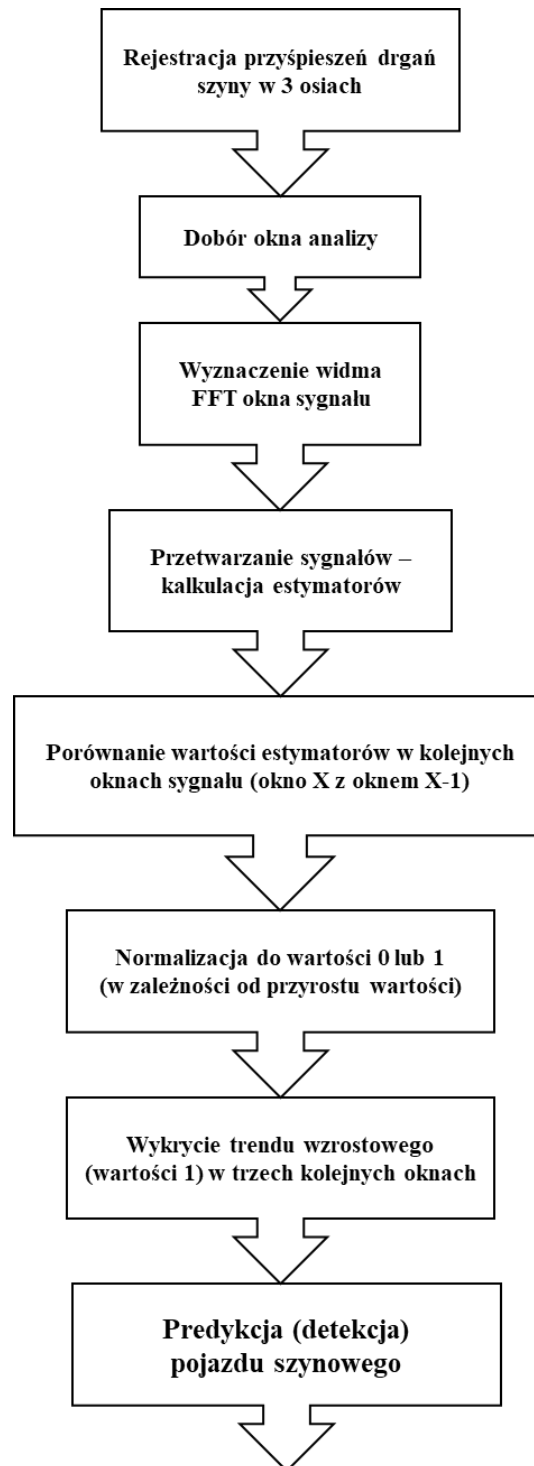 Rejestracja przyśpieszeń drgań
szyny w 3 osiach
Dobór okna analizy
Wyznaczenie widma
FFT okna sygnału
Przetwarzanie sygnałów –
kalkulacja estymatorów
Porównanie wartości estymatorów w kolejnych
oknach sygnału (okno X z oknem X-1)
Normalizacja do wartości 0 lub 1
(w zależności od przyrostu wartości)
Wykrycie trendu wzrostowego
(wartości 1) w trzech kolejnych oknach
Predykcja (detekcja)
pojazdu szynowego